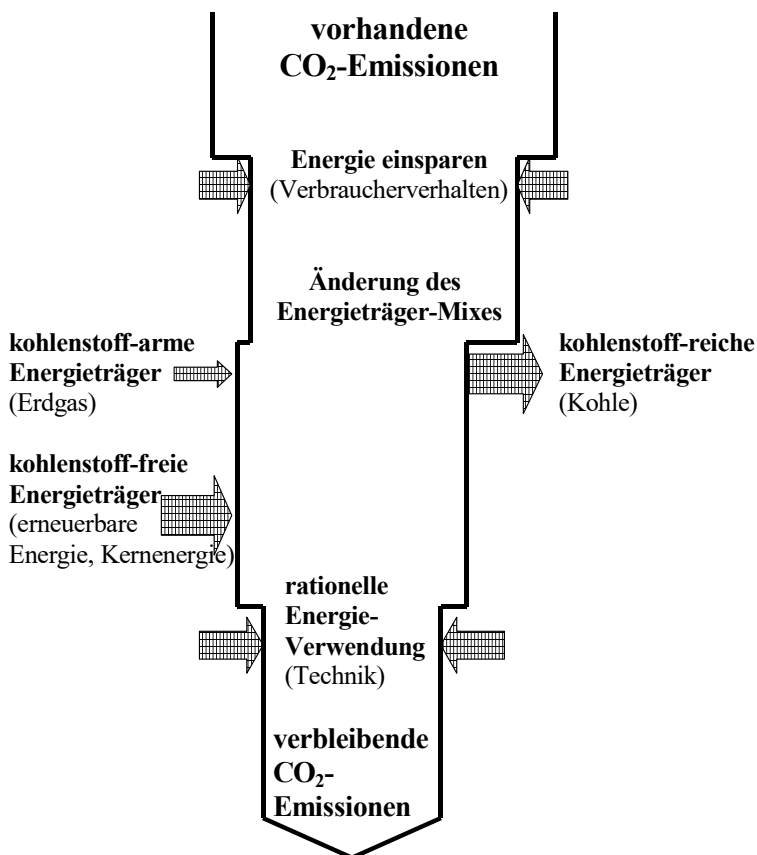 vorhandene
CO₂-Emissionen
Energie einsparen
(Verbraucherverhalten)
Änderung des
Energieträger-Mixes
kohlenstoff-arme
Energieträger
(Erdgas)
kohlenstoff-reiche
Energieträger
(Kohle)
kohlenstoff-freie
Energieträger
(erneuerbare
Energie, Kernenergie)
rationelle
Energie-
Verwendung
(Technik)
verbleibende
CO₂-
Emissionen